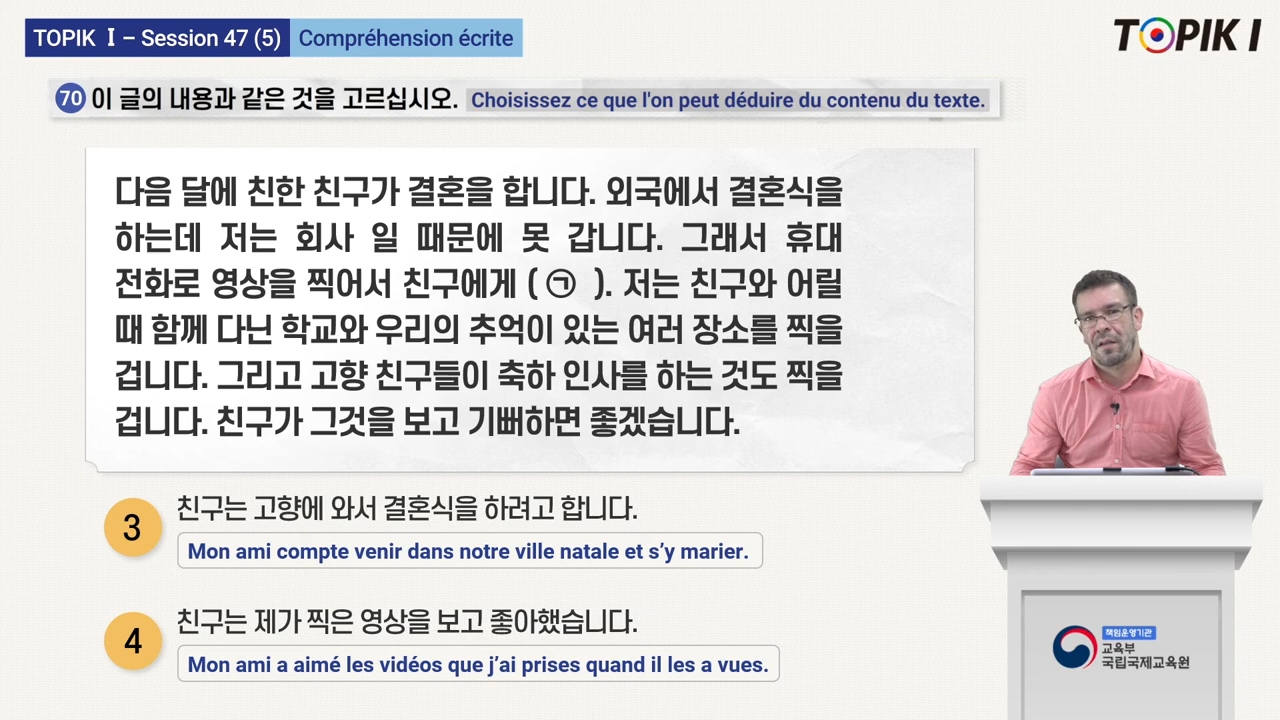 TOPIK Ⅰ – Session 47 (5) Compréhension écrite
TOPIK I
70 이 글의 내용과 같은 것을 고르십시오. Choisissez ce que l'on peut déduire du contenu du texte.
다음 달에 친한 친구가 결혼을 합니다. 외국에서 결혼식을
하는데 저는 회사 일 때문에 못 갑니다. 그래서 휴대
전화로 영상을 찍어서 친구에게 ( ㉠ ). 저는 친구와 어릴
때 함께 다닌 학교와 우리의 추억이 있는 여러 장소를 찍을
겁니다. 그리고 고향 친구들이 축하 인사를 하는 것도 찍을
겁니다. 친구가 그것을 보고 기뻐하면 좋겠습니다.
3 친구는 고향에 와서 결혼식을 하려고 합니다.
Mon ami compte venir dans notre ville natale et s’y marier.
4 친구는 제가 찍은 영상을 보고 좋아했습니다.
Mon ami a aimé les vidéos que j’ai prises quand il les a vues.
책임운영기관
교육부
국립국제교육원